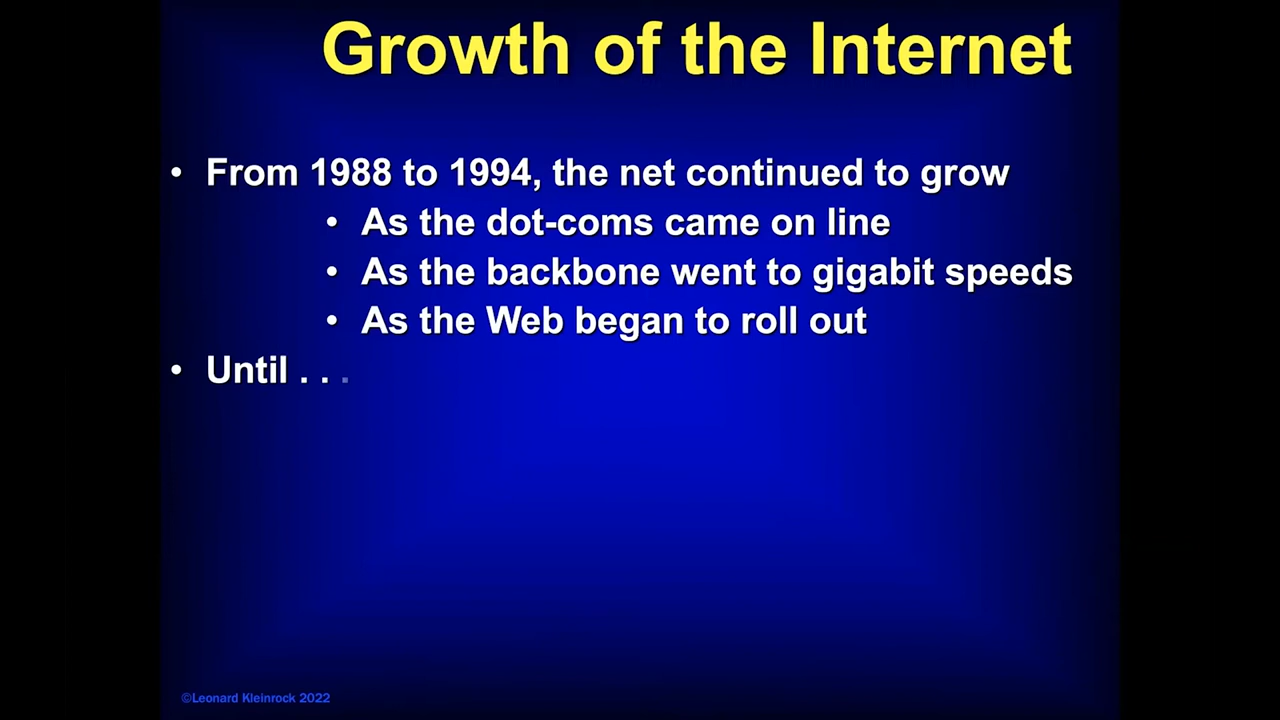 Growth of the Internet
• From 1988 to 1994, the net continued to grow
• As the dot-coms came on line
• As the backbone went to gigabit speeds
• As the Web began to roll out
• Until . . .
©Leonard Kleinrock 2022